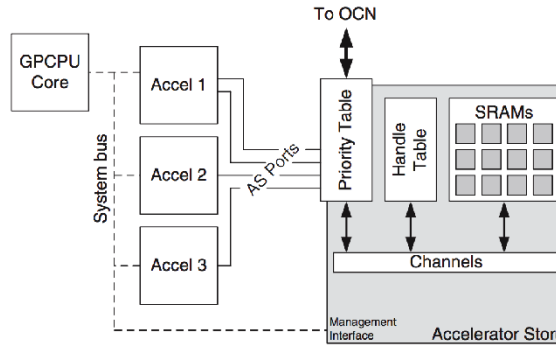 To OCN
GPCPU
Core
Accel 1
Accel 2
Accel 3
System bus
AS Ports
Priority Table
Handle
Table
SRAMs
Channels
Management
Interface
Accelerator Stor